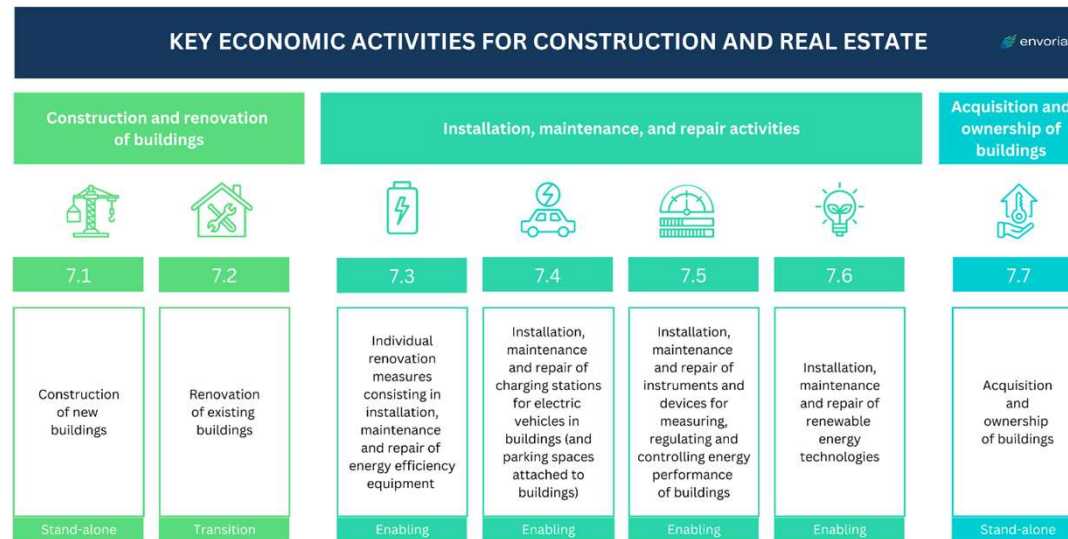 KEY ECONOMIC ACTIVITIES FOR CONSTRUCTION AND REAL ESTATE
envoria
Construction and renovation
of buildings
Installation, maintenance, and repair activities
Acquisition and
ownership of
buildings
7.1
7.2
7.3
7.4
7.5
7.6
7.7
Construction
of new
buildings
Renovation
of existing
buildings
Individual
renovation
measures
consisting in
installation,
maintenance
and repair of
energy efficiency
equipment
Installation,
maintenance
and repair of
charging stations
for electric
vehicles in
buildings (and
parking spaces
attached to
buildings)
Installation,
maintenance
and repair of
instruments and
devices for
measuring,
regulating and
controlling energy
performance
of buildings
Installation,
maintenance
and repair of
renewable
energy
technologies
Acquisition
and
ownership
of buildings
Stand-alone
Transition
Enabling
Enabling
Enabling
Enabling
Stand-alone